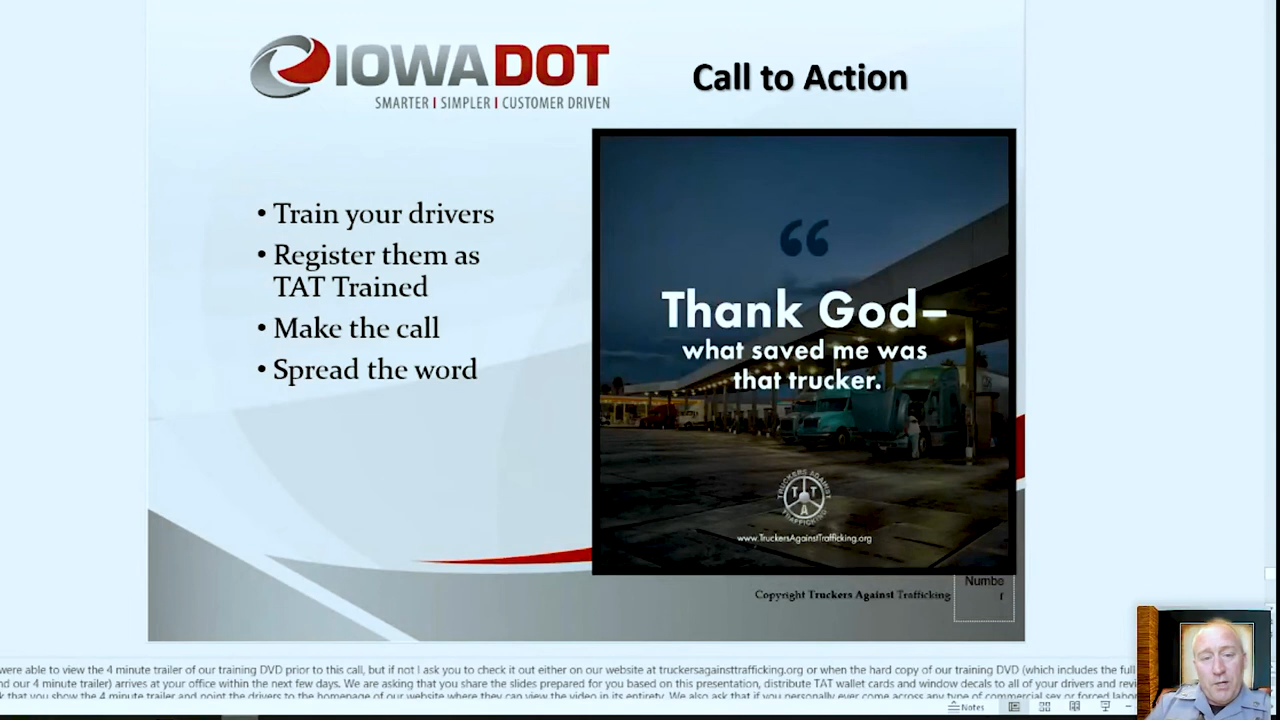 IOWADOT
SMARTER | SIMPLER | CUSTOMER DRIVEN
Call to Action
• Train your drivers
• Register them as
TAT Trained
• Make the call
• Spread the word
“
Thank God–
what saved me was
that trucker.
TRUCKERS AGAINST
T T
A
TRAFFICKING
www.TruckersAgainstTrafficking.org
Copyright Truckers Against Trafficking
Numbe
r
were able to view the 4 minute trailer of our training DVD prior to this call, but if not I ask you to check it out either on our website at truckersagainsttrafficking.org or when the hard copy of our training DVD (which includes the full
nd our 4 minute trailer) arrives at your office within the next few days. We are asking that you share the slides prepared for you based on this presentation, distribute TAT wallet cards and window decals to all of your drivers and
that you show the 4 minute trailer and point the drivers to the homepage of our website where they can view the video in its entirety. We also ask that if you personally ever come across any type of commercial sex or forced
Notes